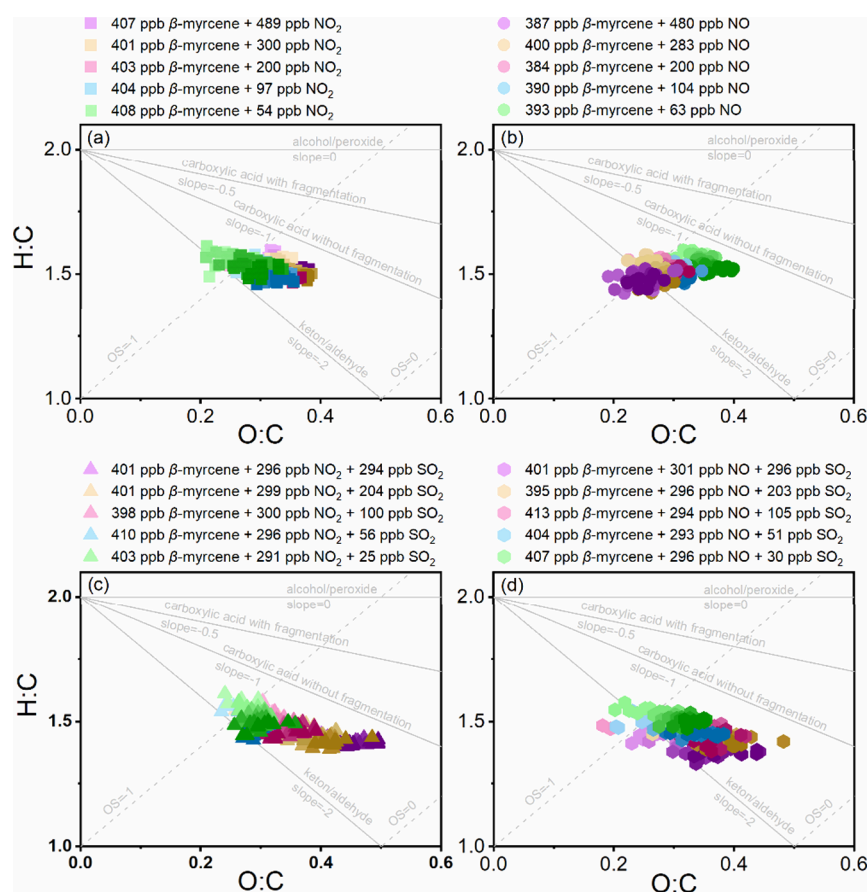 407 ppb β-myrcene + 489 ppb NO₂
401 ppb β-myrcene + 300 ppb NO₂
403 ppb β-myrcene + 200 ppb NO₂
404 ppb β-myrcene + 97 ppb NO₂
408 ppb β-myrcene + 54 ppb NO₂
387 ppb β-myrcene + 480 ppb NO
400 ppb β-myrcene + 283 ppb NO
384 ppb β-myrcene + 200 ppb NO
390 ppb β-myrcene + 104 ppb NO
393 ppb β-myrcene + 63 ppb NO
(a)
alcohol/peroxide
slope=0
carboxylic acid with fragmentation
slope=-0.5
carboxylic acid without fragmentation
slope=-1
keton/aldehyde
slope=-2
OS=-1
OS=0
2.0
1.5
1.0
H:C
0.0 0.2 0.4 0.6
O:C
(b)
alcohol/peroxide
slope=0
carboxylic acid with fragmentation
slope=-0.5
carboxylic acid without fragmentation
slope=-1
keton/aldehyde
slope=-2
OS=-1
OS=0
2.0
1.5
1.0
0.0 0.2 0.4 0.6
O:C
401 ppb β-myrcene + 296 ppb NO₂ + 294 ppb SO₂
401 ppb β-myrcene + 299 ppb NO₂ + 204 ppb SO₂
398 ppb β-myrcene + 300 ppb NO₂ + 100 ppb SO₂
410 ppb β-myrcene + 296 ppb NO₂ + 56 ppb SO₂
403 ppb β-myrcene + 291 ppb NO₂ + 25 ppb SO₂
401 ppb β-myrcene + 301 ppb NO + 296 ppb SO₂
395 ppb β-myrcene + 296 ppb NO + 203 ppb SO₂
413 ppb β-myrcene + 294 ppb NO + 105 ppb SO₂
404 ppb β-myrcene + 293 ppb NO + 51 ppb SO₂
407 ppb β-myrcene + 296 ppb NO + 30 ppb SO₂
(c)
alcohol/peroxide
slope=0
carboxylic acid with fragmentation
slope=-0.5
carboxylic acid without fragmentation
slope=-1
keton/aldehyde
slope=-2
OS=-1
OS=0
2.0
1.5
1.0
H:C
0.0 0.2 0.4 0.6
O:C
(d)
alcohol/peroxide
slope=0
carboxylic acid with fragmentation
slope=-0.5
carboxylic acid without fragmentation
slope=-1
keton/aldehyde
slope=-2
OS=-1
OS=0
2.0
1.5
1.0
0.0 0.2 0.4 0.6
O:C